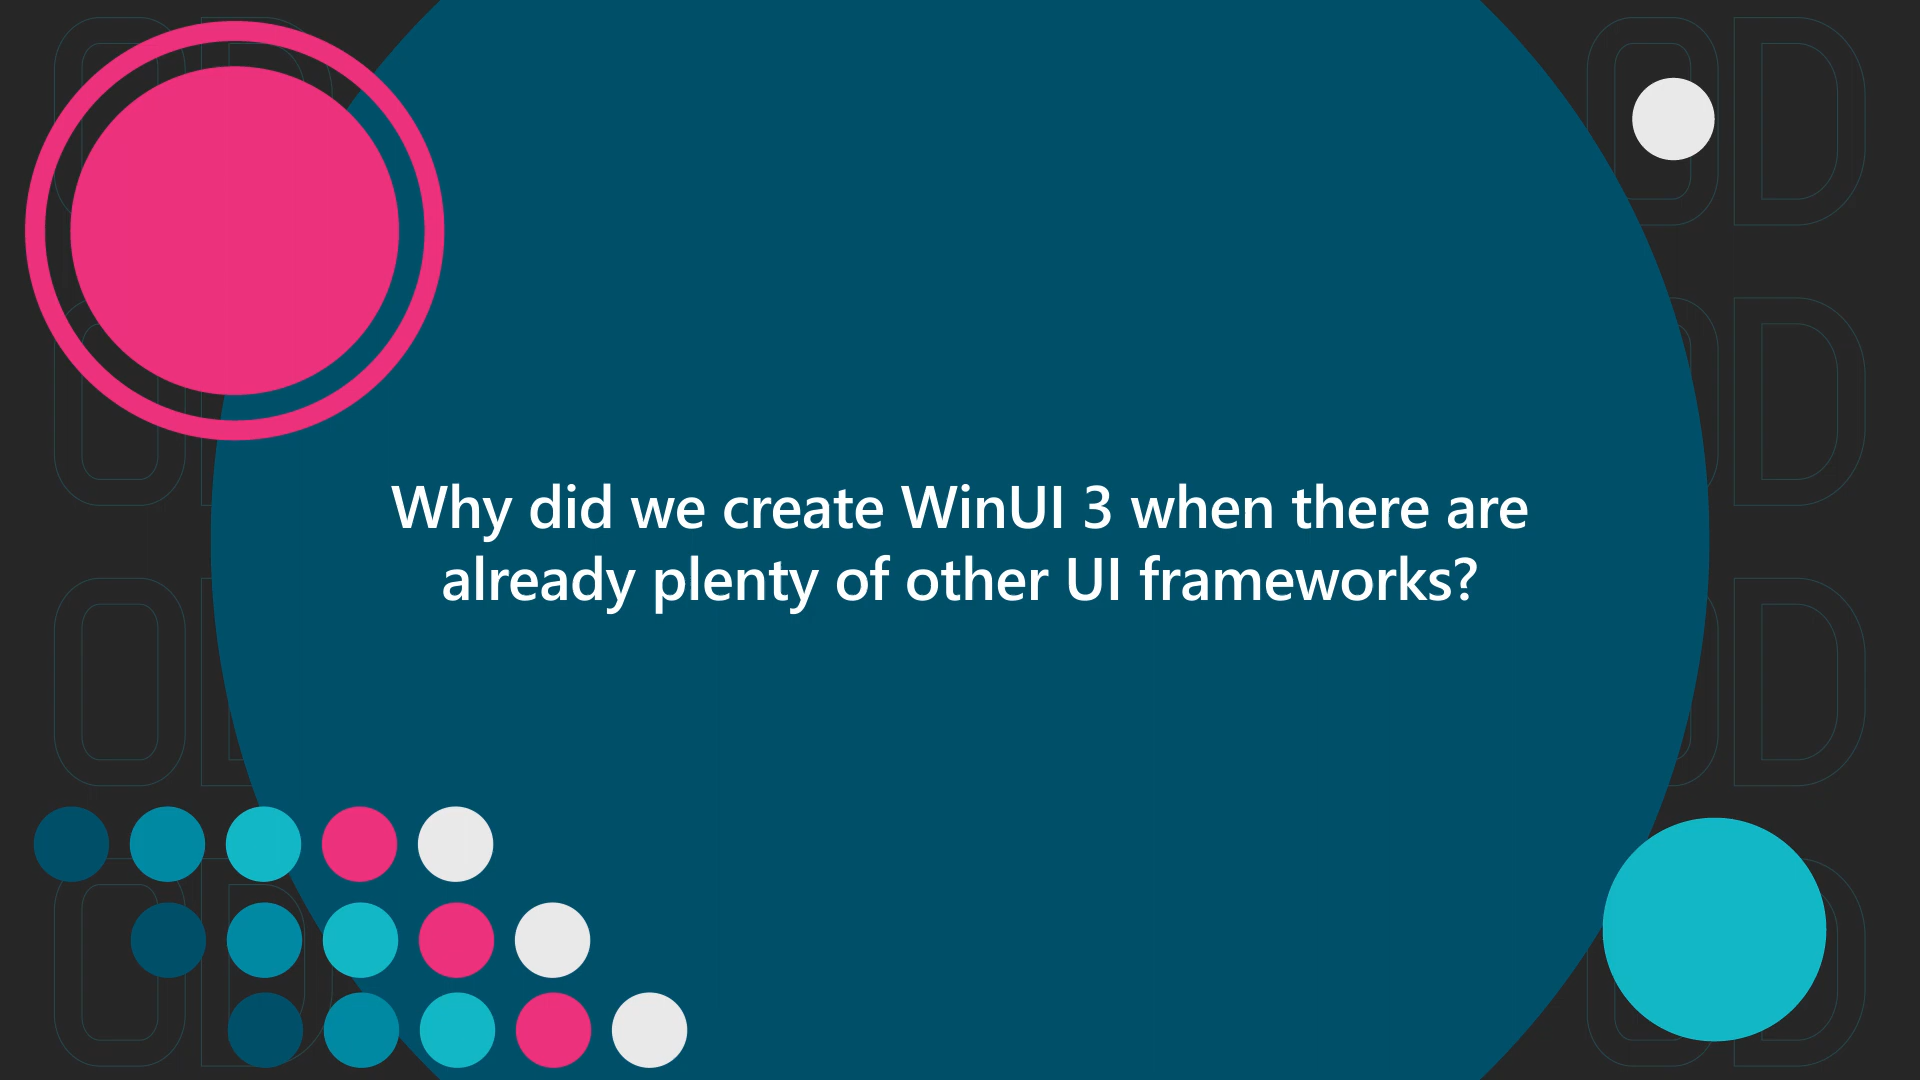 Why did we create WinUI 3 when there are
already plenty of other UI frameworks?